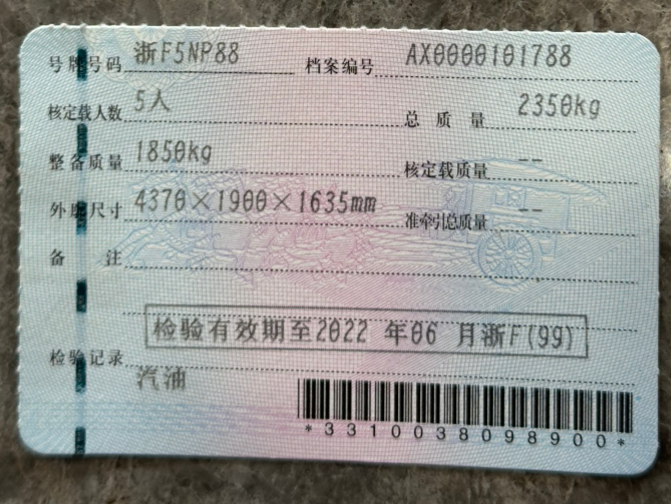 号牌号码 浙F5NP88 档案编号 AX0000101788
核定载人数 5人 总质量 2350kg
整备质量 1850kg 核定载质量 --
外廓尺寸 4370×1900×1635mm 准牵引总质量 --
备注
检验有效期至2022 年06 月浙F(99)
检验记录
汽油
*3310038098900*